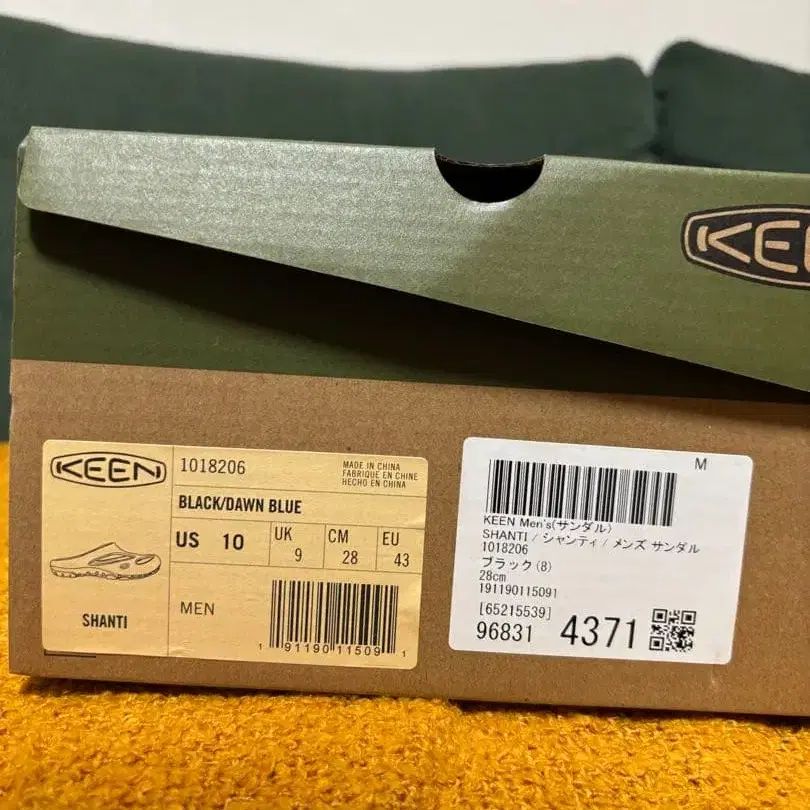 KEEN
KEEN
1018206
MADE IN CHINA
FABRIQUE EN CHINE
HECHO EN CHINA
BLACK/DAWN BLUE
US 10
UK 9
CM 28
EU 43
SHANTI
MEN
1 91190 11509 1
M
KEEN Men's(サンダル)
SHANTI / シャンティ / メンズ サンダル
1018206
ブラック (8)
28cm
191190115091
[65215539]
96831 4371